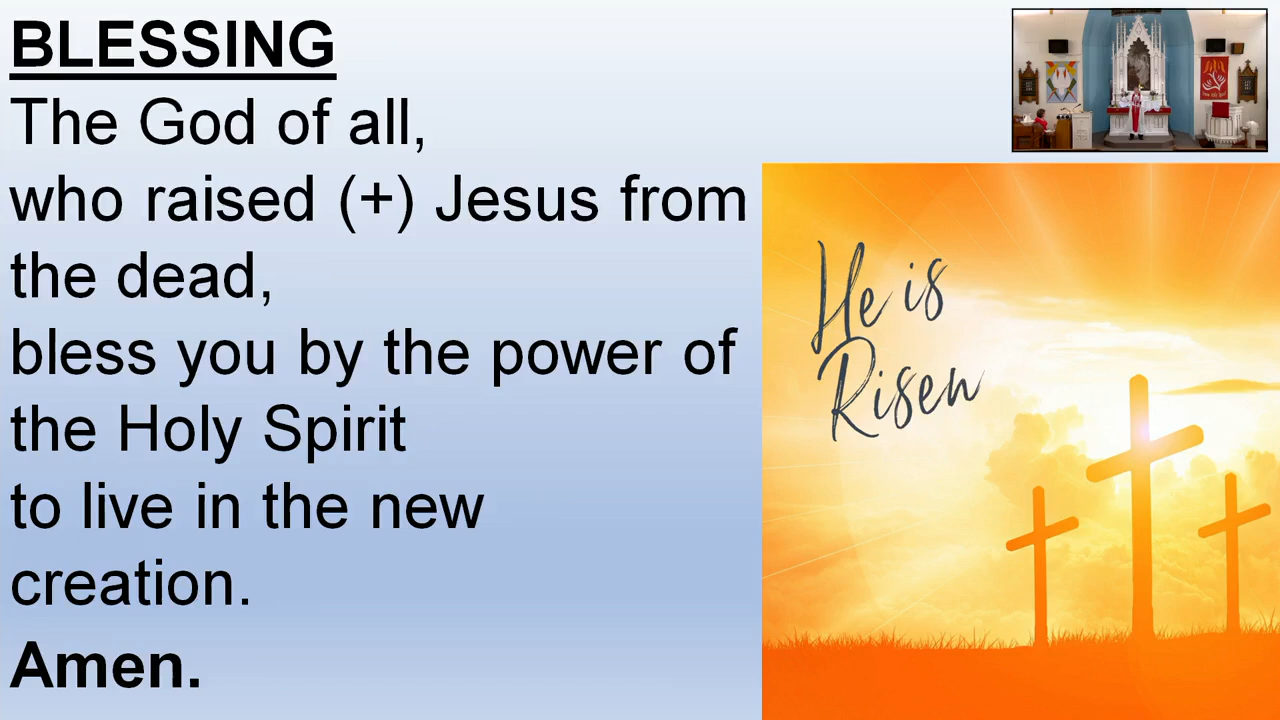 BLESSING
The God of all,
who raised (+) Jesus from
the dead,
bless you by the power of
the Holy Spirit
to live in the new
creation.
Amen.
He is
Risen